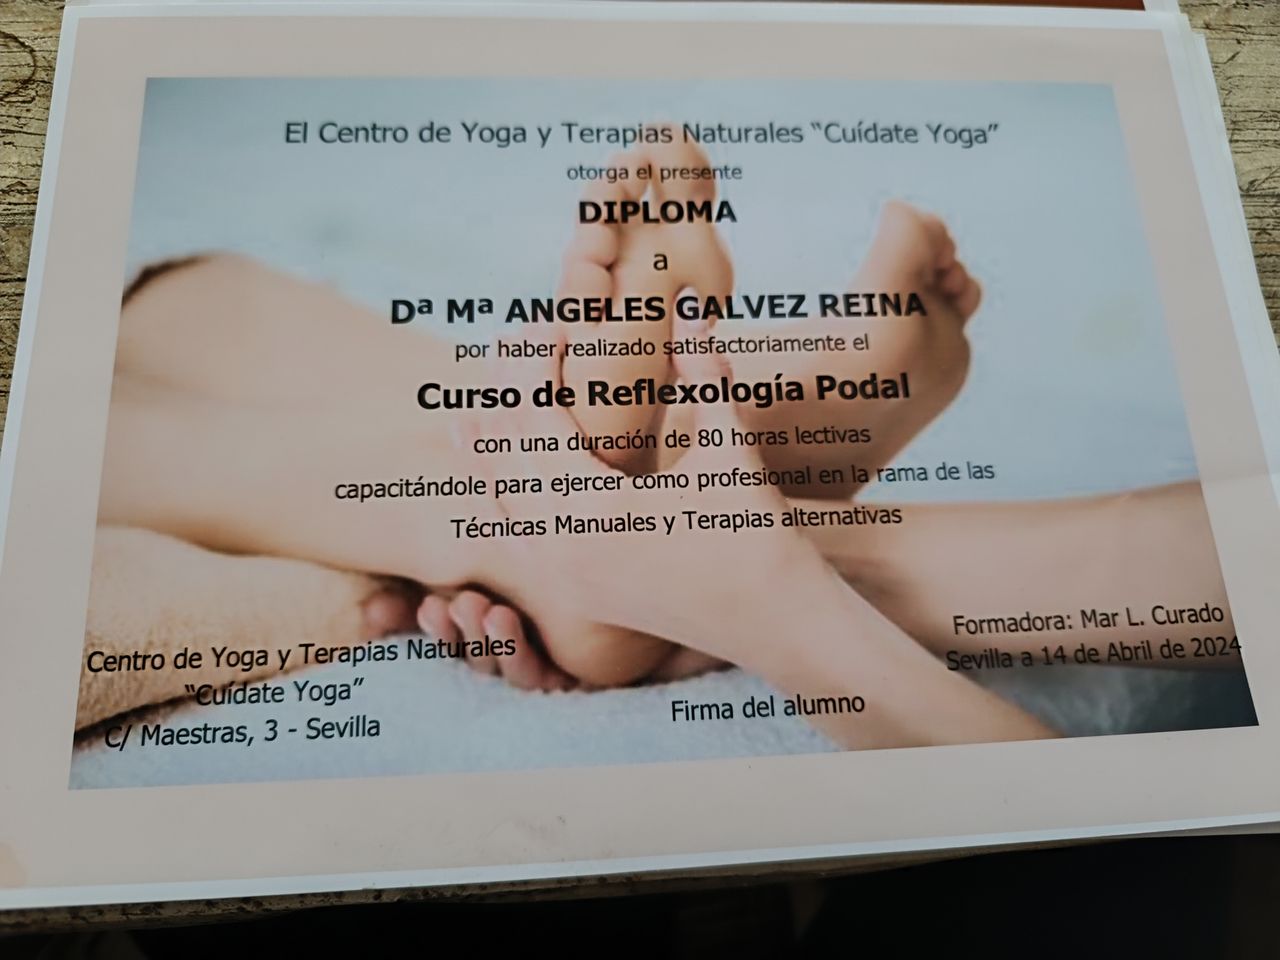 El Centro de Yoga y Terapias Naturales “Cuídate Yoga”
otorga el presente
DIPLOMA
a
Dª Mª ANGELES GALVEZ REINA
por haber realizado satisfactoriamente el
Curso de Reflexología Podal
con una duración de 80 horas lectivas
capacitándole para ejercer como profesional en la rama de las
Técnicas Manuales y Terapias alternativas
Formadora: Mar L. Curado
Sevilla a 14 de Abril de 2024
Centro de Yoga y Terapias Naturales
“Cuídate Yoga”
C/ Maestras, 3 - Sevilla
Firma del alumno